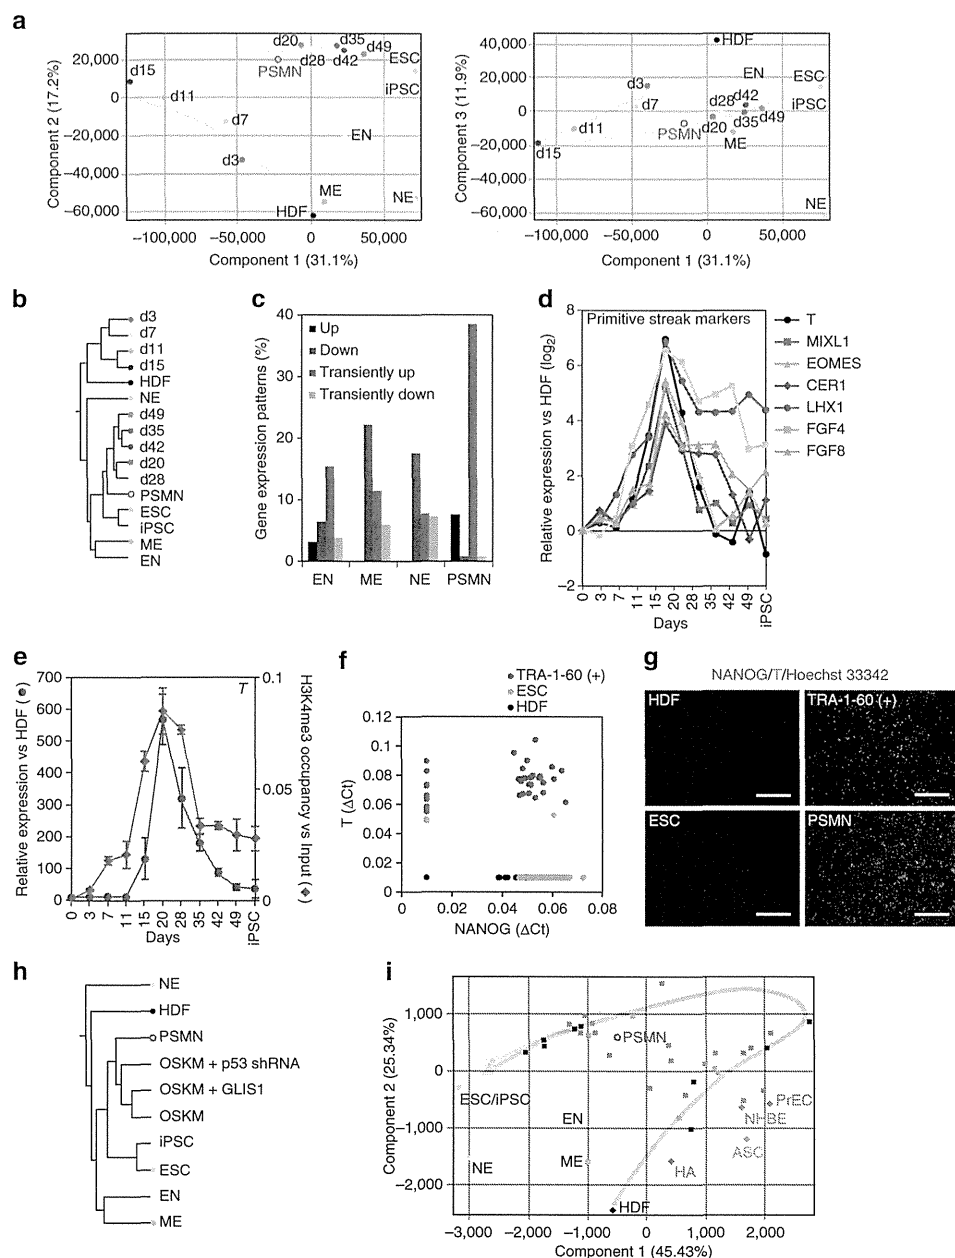 a
Component 2 (17.2%)
20,000
0
−20,000
−40,000
−60,000
d15
d11
d7
d3
d20
d28
d35
d42
d49
PSMN
ESC
iPSC
EN
ME
NE
HDF
−100,000
−50,000
0
50,000
Component 1 (31.1%)
Component 3 (11.9%)
40,000
20,000
0
−20,000
−40,000
−60,000
HDF
EN
ESC
d3
d7
d28
d42
iPSC
d11
d15
PSMN
d20
d35
d49
ME
NE
−100,000
−50,000
0
50,000
Component 1 (31.1%)
b
d3
d7
d11
d15
HDF
NE
d49
d35
d42
d20
d28
PSMN
ESC
iPSC
ME
EN
c
Gene expression patterns (%)
40
30
20
10
0
Up
Down
Transiently up
Transiently down
EN
ME
NE
PSMN
d
Relative expression vs HDF (log2)
8
6
4
2
0
−2
Primitive streak markers
0
3
7
11
15
20
28
35
42
49
iPSC
Days
T
MIXL1
EOMES
CER1
LHX1
FGF4
FGF8
e
Relative expression vs HDF (●)
700
600
500
400
300
200
100
0
T
0.1
0.05
0
H3K4me3 occupancy vs Input (◆)
0
3
7
11
15
20
28
35
42
49
iPSC
Days
f
TRA-1-60 (+)
ESC
HDF
T (ΔCt)
0.12
0.1
0.08
0.06
0.04
0.02
0
0
0.02
0.04
0.06
0.08
NANOG (ΔCt)
g
NANOG/T/Hoechst 33342
HDF
TRA-1-60 (+)
ESC
PSMN
h
NE
HDF
PSMN
OSKM + p53 shRNA
OSKM + GLIS1
OSKM
iPSC
ESC
EN
ME
i
Component 2 (25.34%)
1,000
0
−1,000
−2,000
PSMN
ESC/iPSC
EN
PrEC
NHBE
NE
ME
ASC
HA
HDF
−3,000
−2,000
−1,000
0
1,000
2,000
Component 1 (45.43%)